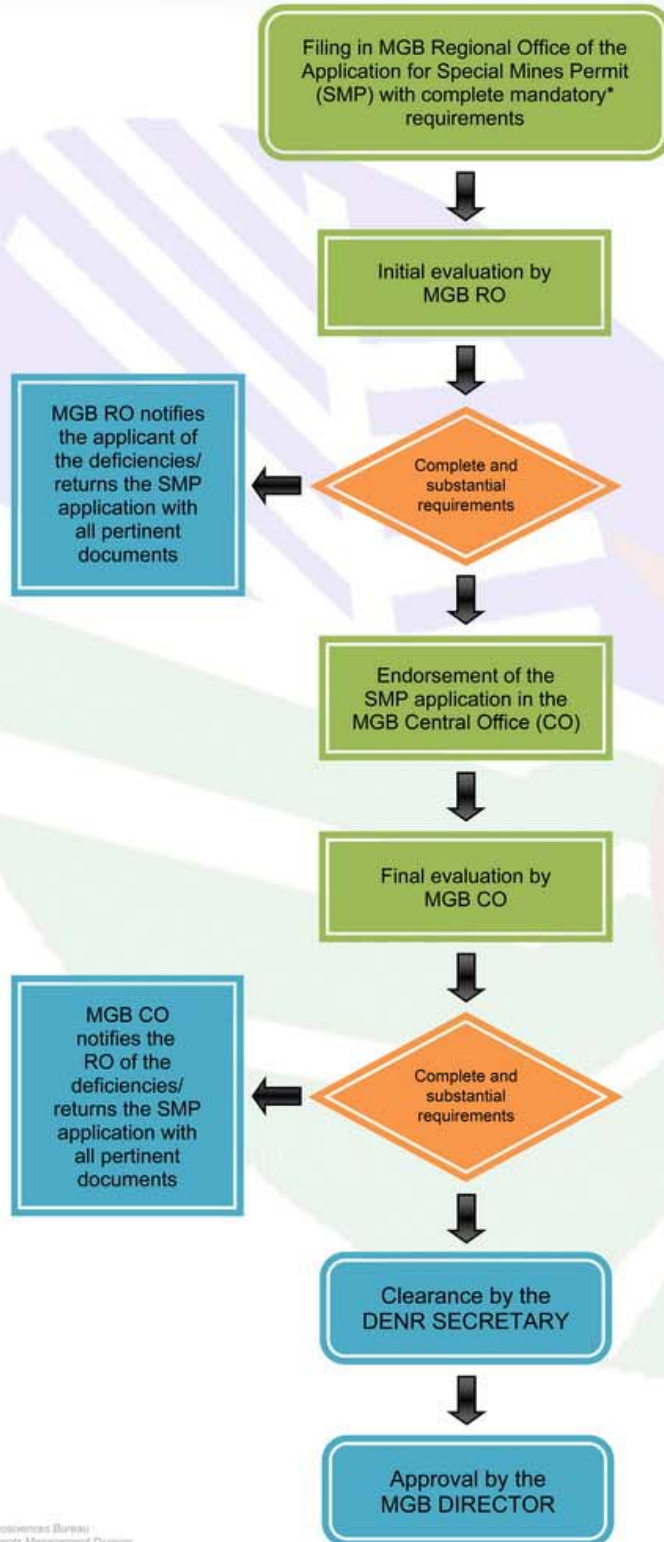 Filing in MGB Regional Office of the
Application for Special Mines Permit
(SMP) with complete mandatory*
requirements
Initial evaluation by
MGB RO
Complete and
substantial
requirements
MGB RO notifies
the applicant of
the deficiencies/
returns the SMP
application with
all pertinent
documents
Endorsement of the
SMP application in the
MGB Central Office (CO)
Final evaluation by
MGB CO
Complete and
substantial
requirements
MGB CO
notifies the
RO of the
deficiencies/
returns the SMP
application with
all pertinent
documents
Clearance by the
DENR SECRETARY
Approval by the
MGB DIRECTOR
Bureau
Management